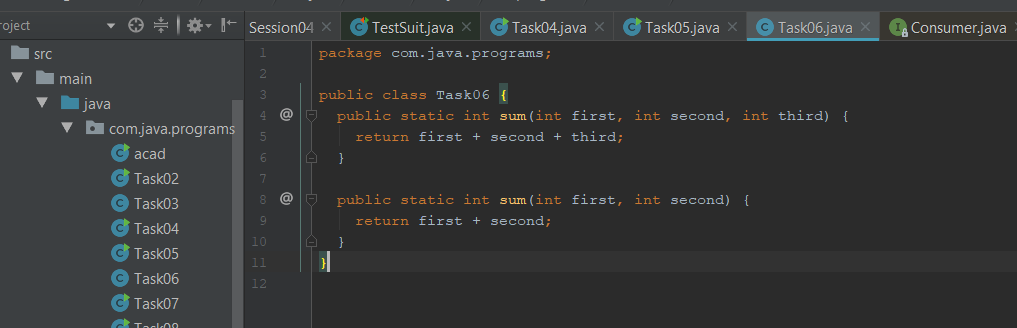 roject
Session04
TestSuit.java
Task04.java
Task05.java
Task06.java
Consumer.java
src
main
java
com.java.programs
acad
Task02
Task03
Task04
Task05
Task06
Task07
1 package com.java.programs;
2
3 public class Task06 {
4 @ public static int sum(int first, int second, int third) {
5 return first + second + third;
6 }
7
8 @ public static int sum(int first, int second) {
9 return first + second;
10 }
11 }
12